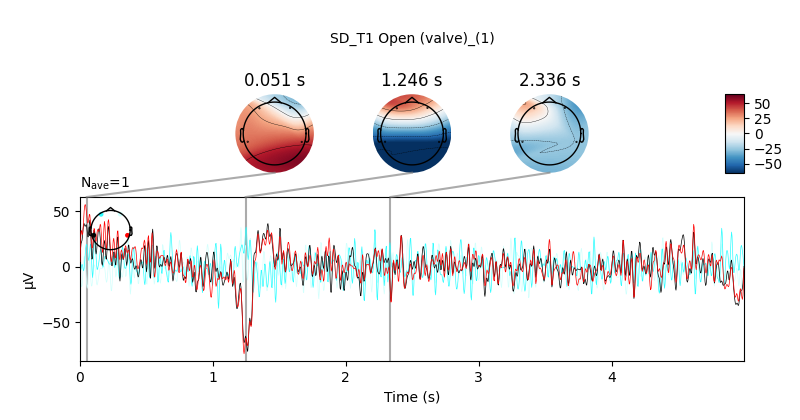 SD_T1 Open (valve)_(1)
0.051 s
1.246 s
2.336 s
50
25
0
−25
−50
Nave=1
50
0
−50
µV
0
1
2
3
4
Time (s)